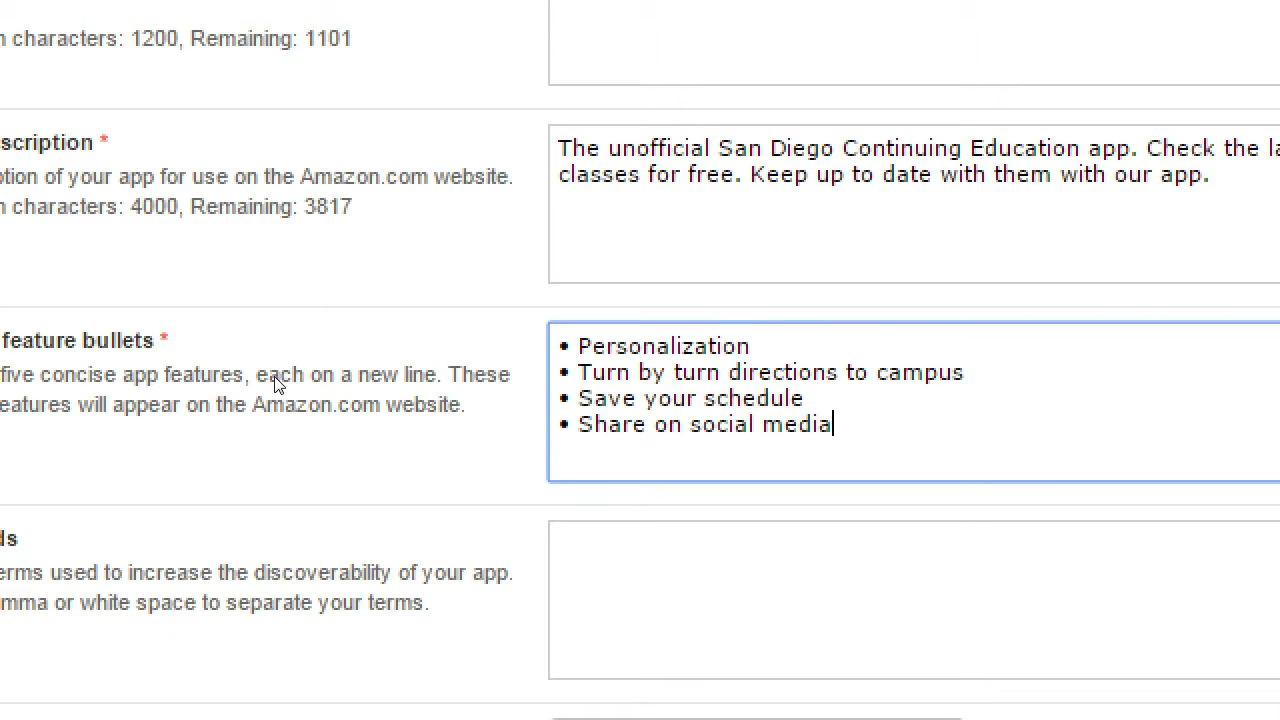 characters: 1200, Remaining: 1101
scription *
The unofficial San Diego Continuing Education app. Check the
ption of your app for use on the Amazon.com website.
classes for free. Keep up to date with them with our app.
characters: 4000, Remaining: 3817
feature bullets *
• Personalization
five concise app features, each on a new line. These
• Turn by turn directions to campus
eatures will appear on the Amazon.com website.
• Save your schedule
• Share on social media
ds
erms used to increase the discoverability of your app.
mma or white space to separate your terms.